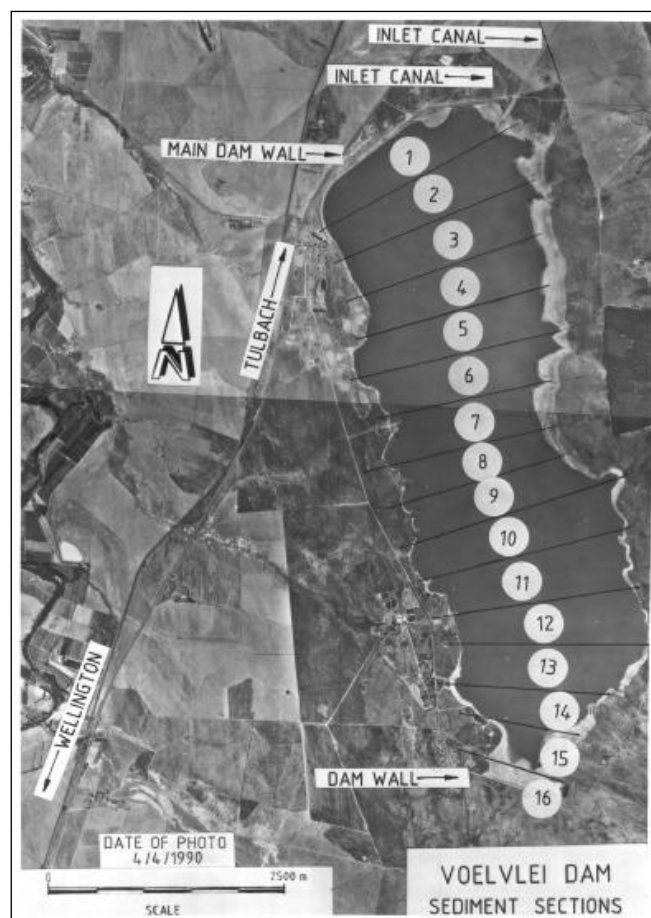 INLET CANAL
INLET CANAL
MAIN DAM WALL
1
2
3
4
5
6
7
8
9
10
11
12
13
14
15
16
TULBACH
N
WELLINGTON
DAM WALL
DATE OF PHOTO
4/4/1990
0 2500 m
SCALE
VOELVLEI DAM
SEDIMENT SECTIONS